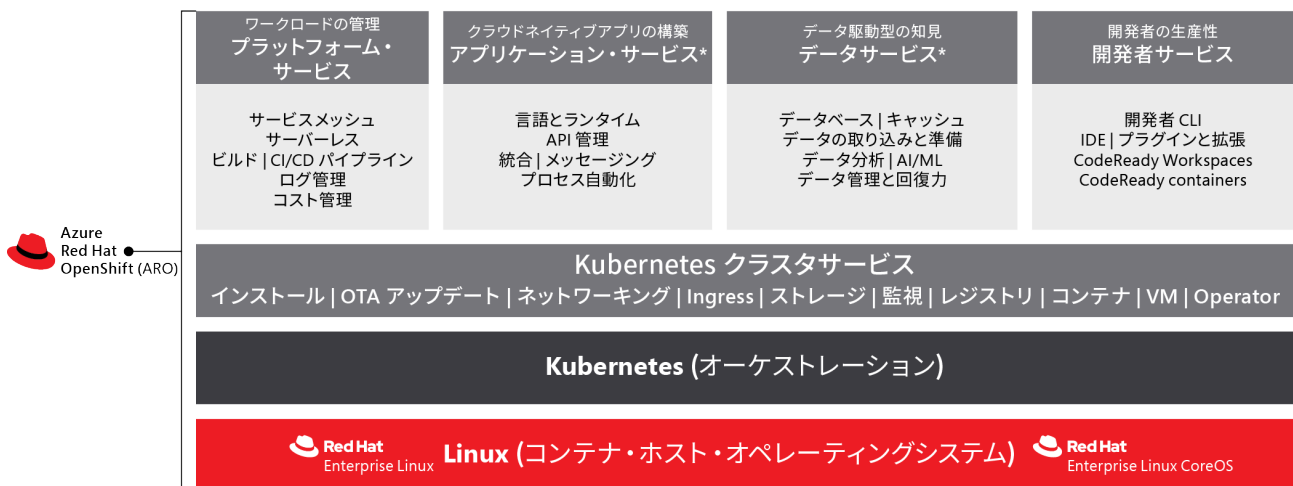 Azure
Red Hat
OpenShift (ARO)
ワークロードの管理
プラットフォーム・
サービス
サービスメッシュ
サーバーレス
ビルド | CI/CD パイプライン
ログ管理
コスト管理
クラウドネイティブアプリの構築
アプリケーション・サービス*
言語とランタイム
API 管理
統合 | メッセージング
プロセス自動化
データ駆動型の知見
データサービス*
データベース | キャッシュ
データの取り込みと準備
データ分析 | AI/ML
データ管理と回復力
開発者の生産性
開発者サービス
開発者 CLI
IDE | プラグインと拡張
CodeReady Workspaces
CodeReady containers
Kubernetes クラスタサービス
インストール | OTA アップデート | ネットワーキング | Ingress | ストレージ | 監視 | レジストリ | コンテナ | VM | Operator
Kubernetes (オーケストレーション)
Red Hat
Enterprise Linux
Linux (コンテナ・ホスト・オペレーティングシステム)
Red Hat
Enterprise Linux CoreOS